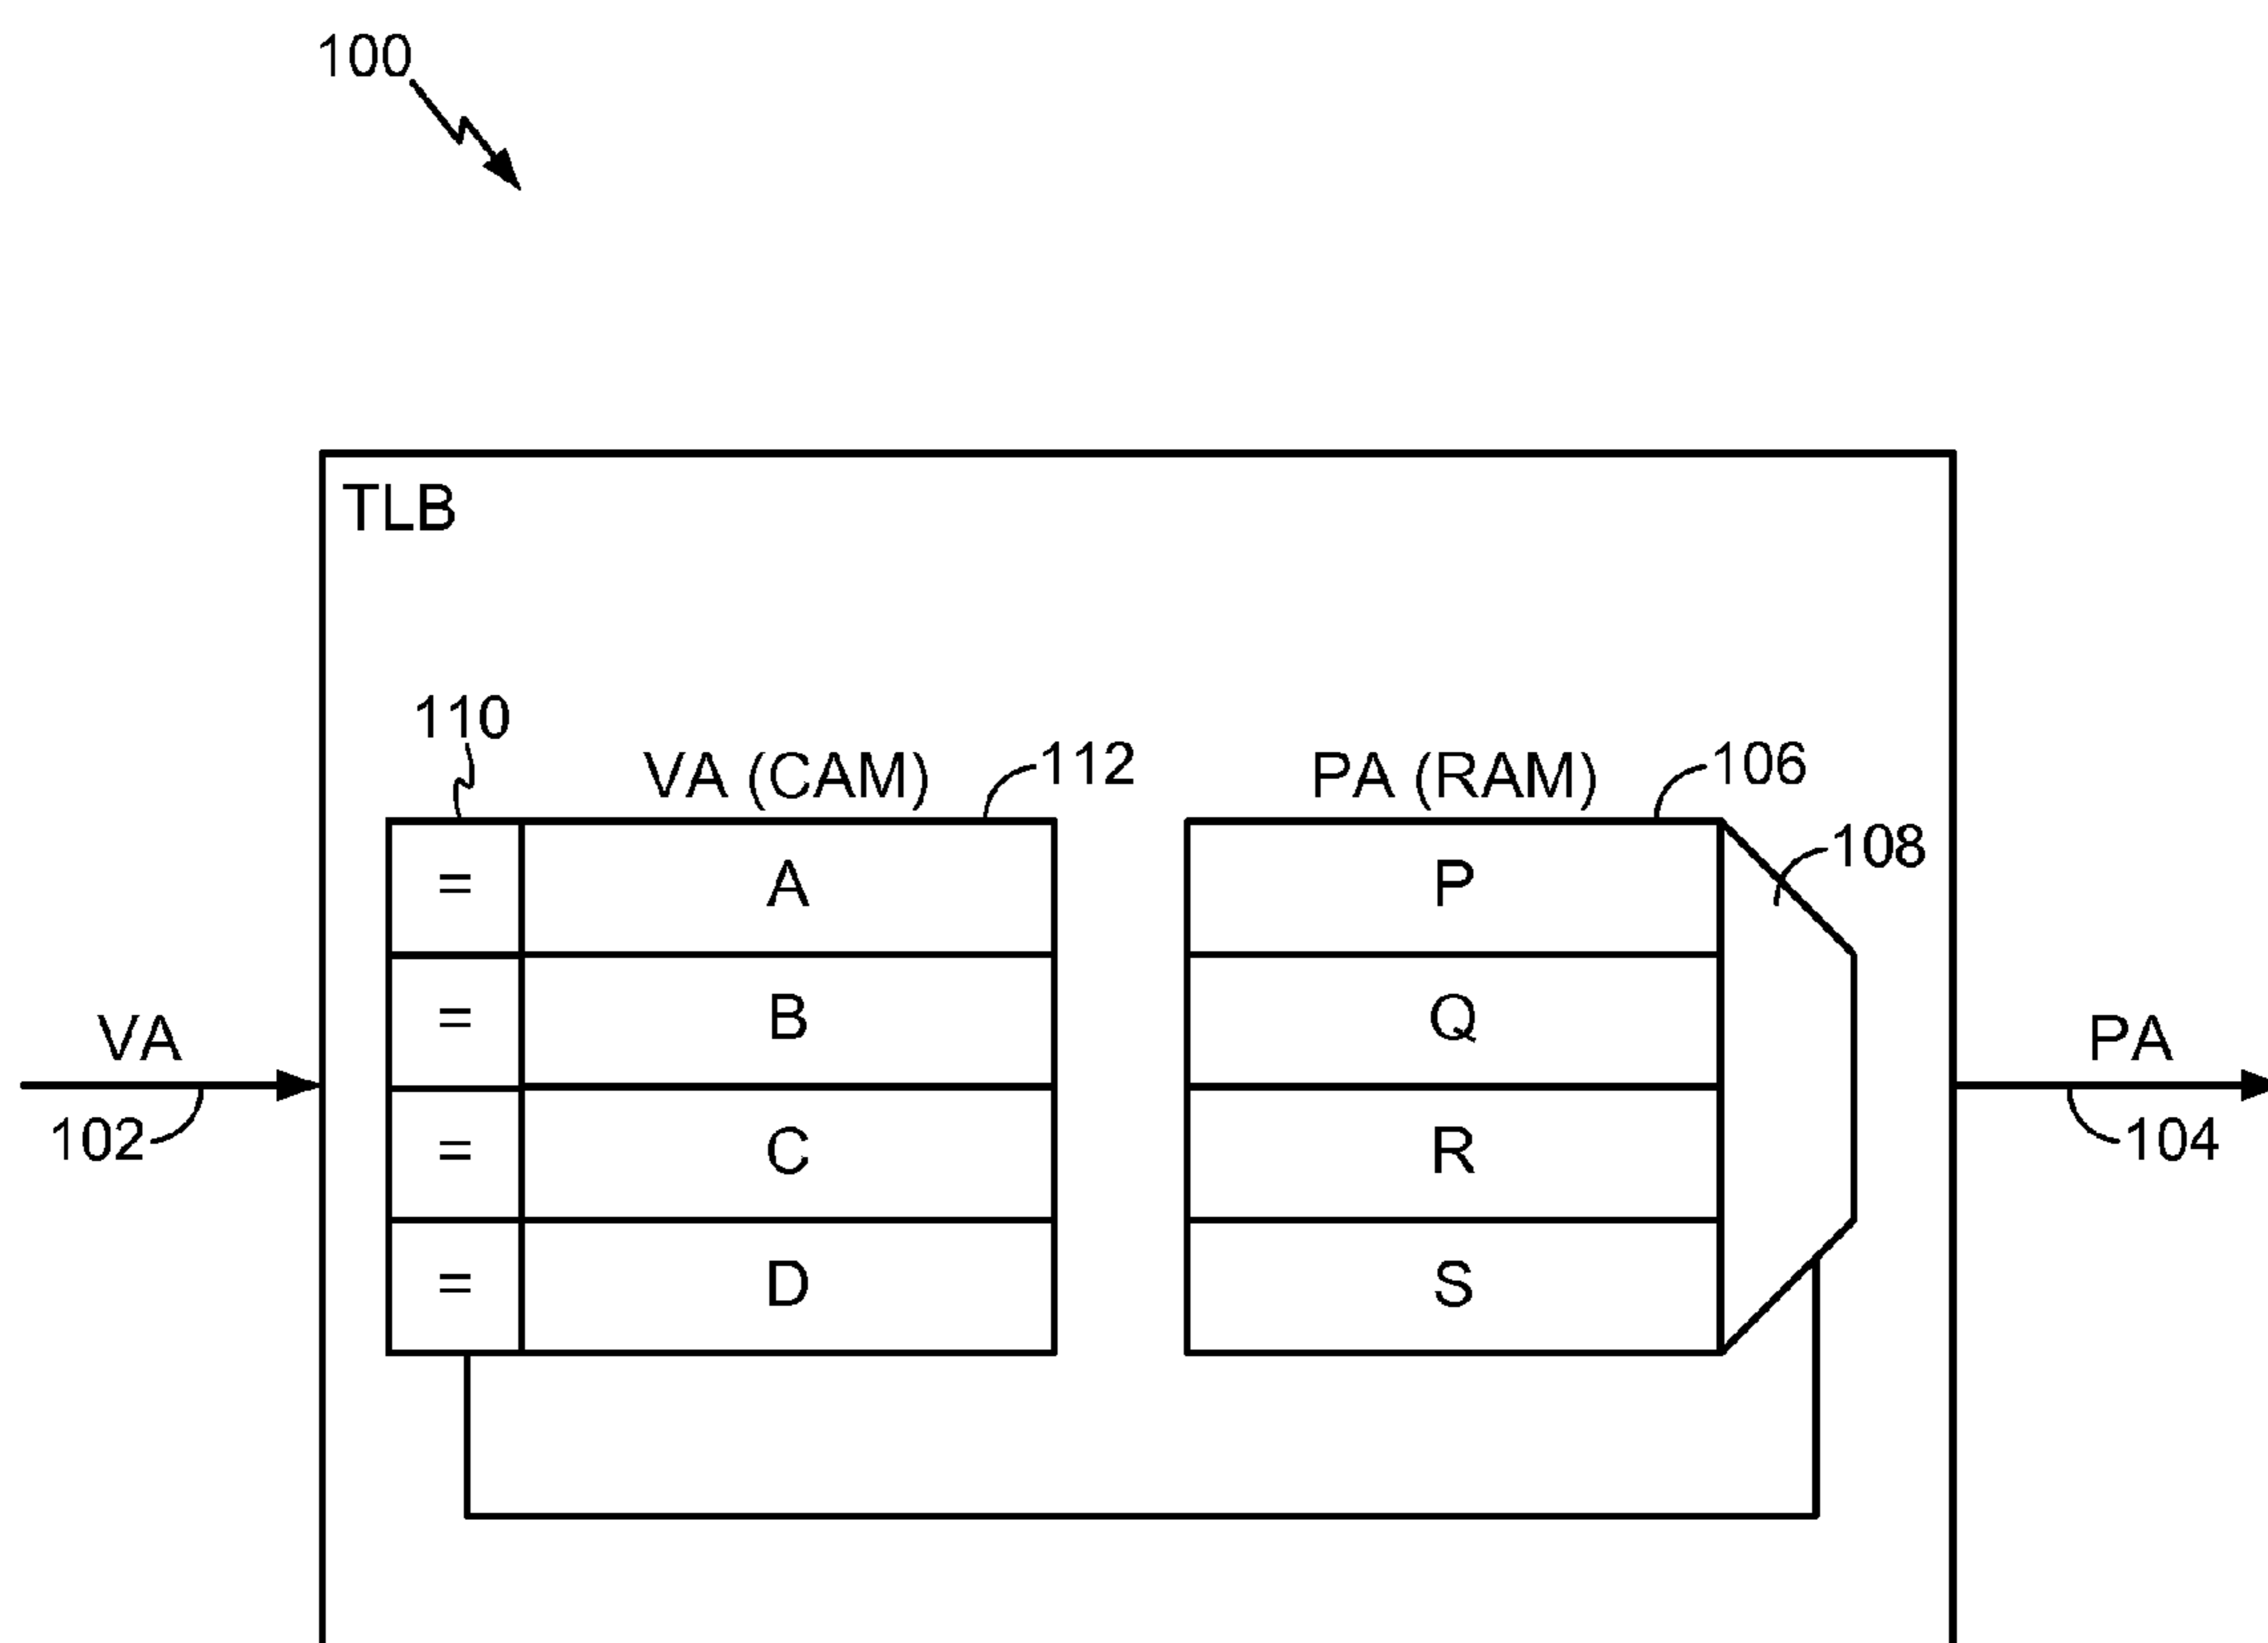 100
TLB
110
VA (CAM)
112
PA (RAM)
106
108
= A P
= B Q
= C R
= D S
VA
102
PA
104